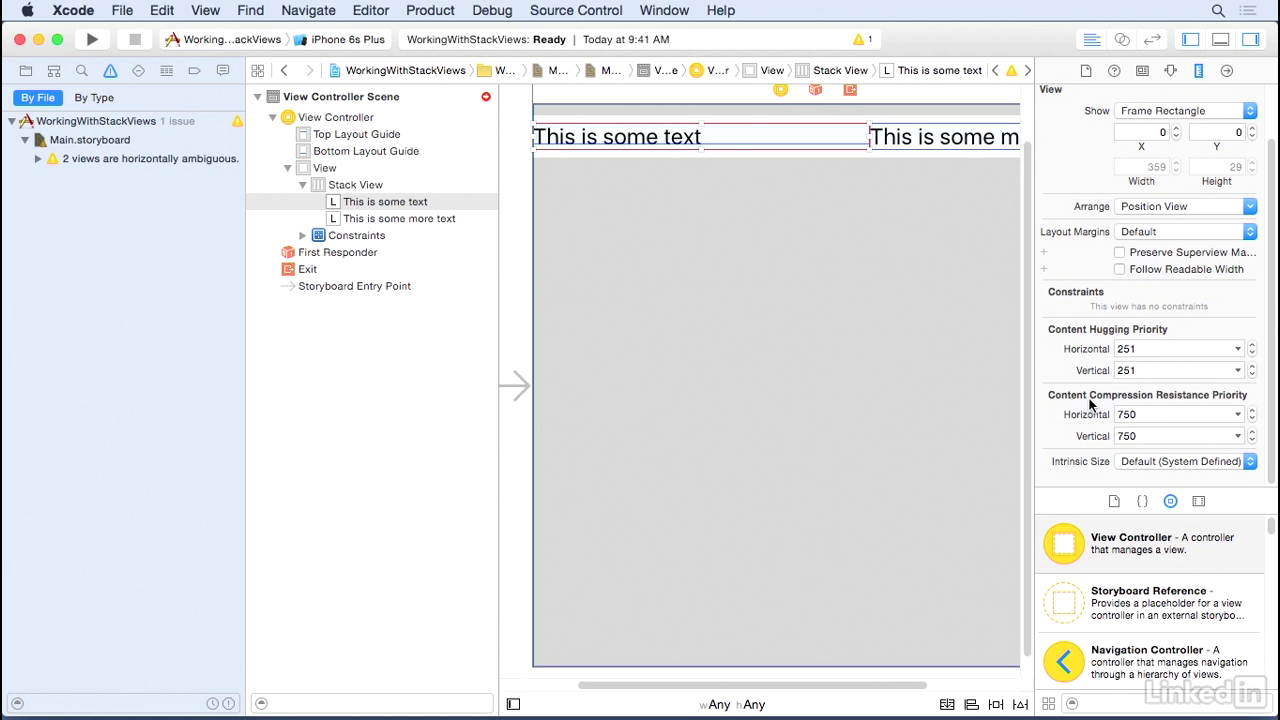 Xcode File Edit View Find Navigate Editor Product Debug Source Control Window Help
Working...ackViews iPhone 6s Plus WorkingWithStackViews: Ready | Today at 9:41 AM 1
WorkingWithStackViews W... M... M... V...e V...r View Stack View L This is some text
By File By Type
WorkingWithStackViews 1 issue
Main.storyboard
2 views are horizontally ambiguous.
View Controller Scene
View Controller
Top Layout Guide
Bottom Layout Guide
View
Stack View
L This is some text
L This is some more text
Constraints
First Responder
Exit
Storyboard Entry Point
This is some text
This is some m
wAny hAny
View
Show Frame Rectangle
0 0
X Y
359 29
Width Height
Arrange Position View
Layout Margins Default
Preserve Superview Ma...
Follow Readable Width
Constraints
This view has no constraints
Content Hugging Priority
Horizontal 251
Vertical 251
Content Compression Resistance Priority
Horizontal 750
Vertical 750
Intrinsic Size Default (System Defined)
View Controller - A controller
that manages a view.
Storyboard Reference -
Provides a placeholder for a view
controller in an external storybo...
Navigation Controller - A
controller that manages navigation
through a hierarchy of views.
LinkedIn